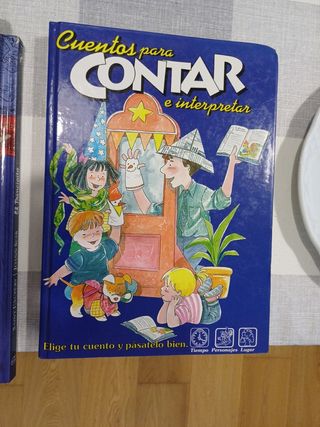 Cuentos para
CONTAR
e interpretar
Elige tu cuento y pásatelo bien.
Tiempo Personajes Lugar